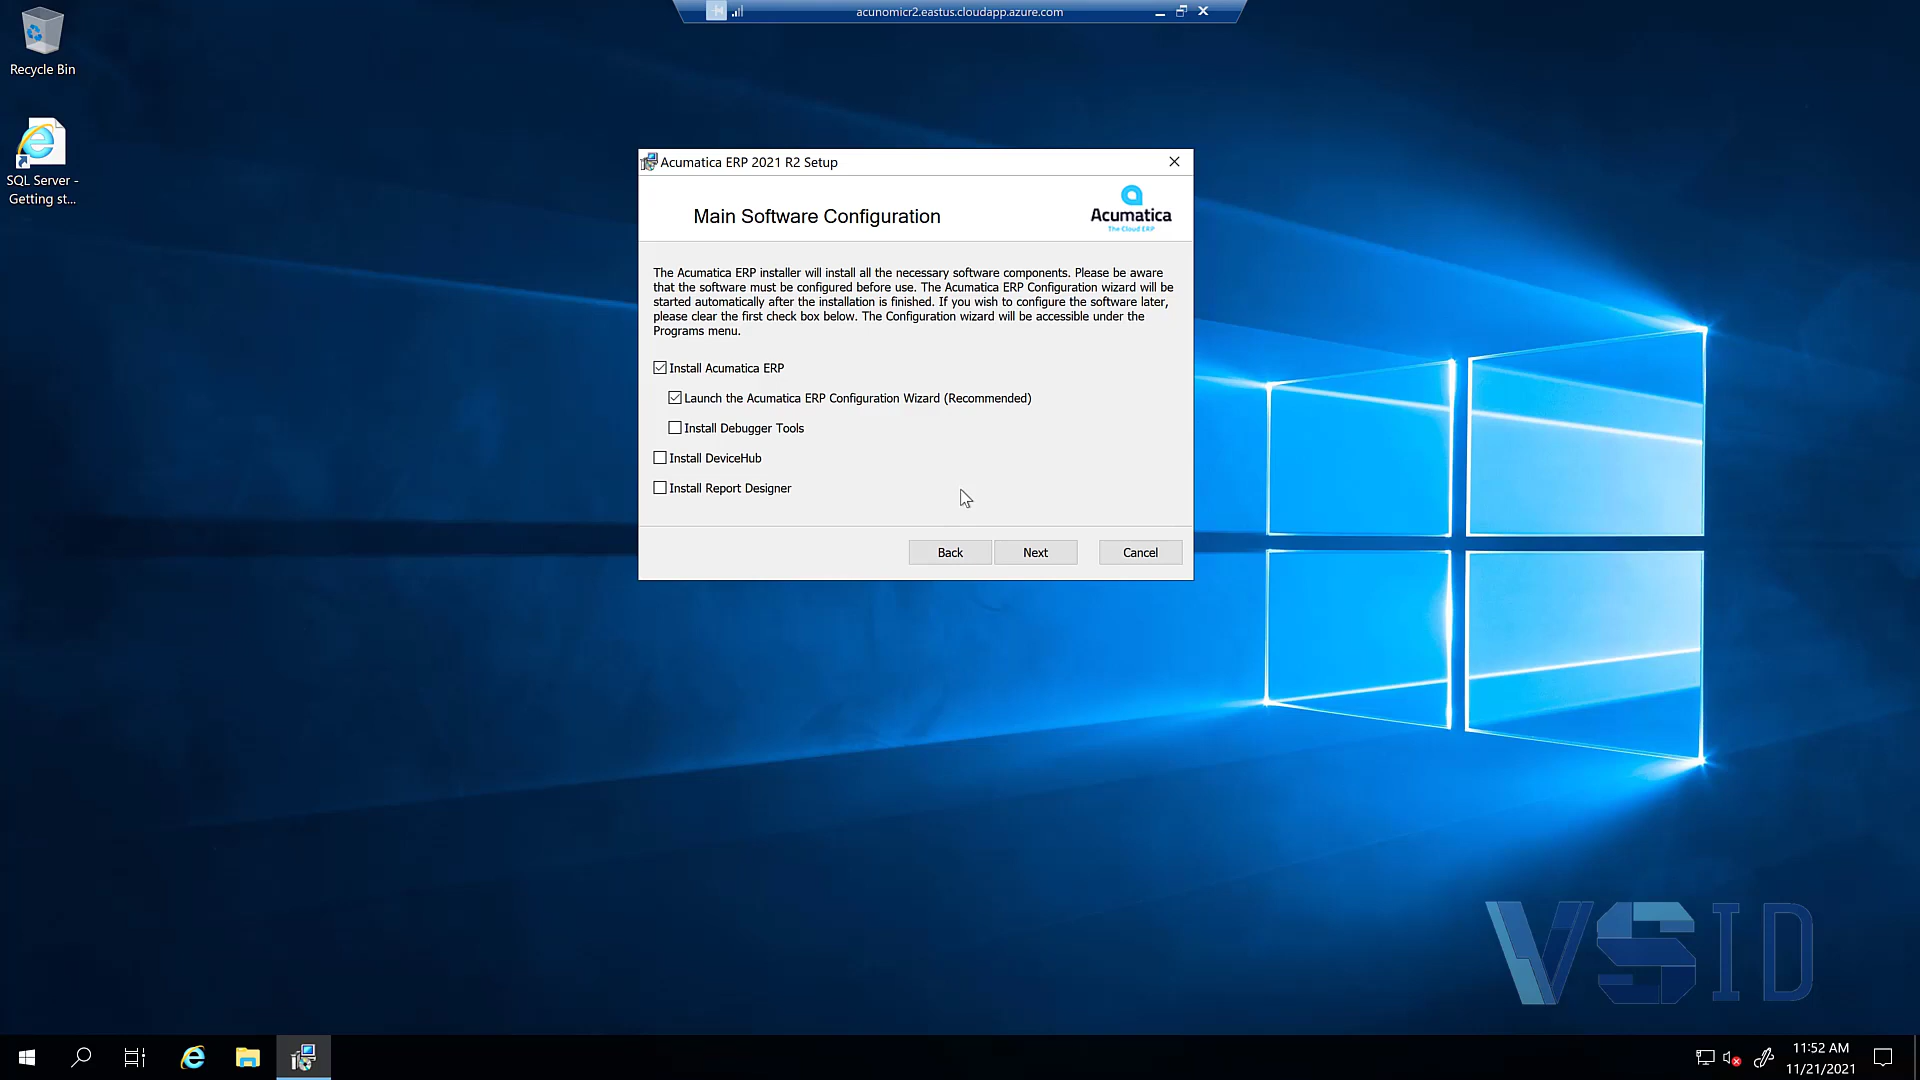 acunomicr2.eastus.cloudapp.azure.com
Recycle Bin
SQL Server -
Getting st...
Acumatica ERP 2021 R2 Setup
Main Software Configuration
Acumatica
The Cloud ERP
The Acumatica ERP installer will install all the necessary software components. Please be aware
that the software must be configured before use. The Acumatica ERP Configuration wizard will be
started automatically after the installation is finished. If you wish to configure the software later,
please clear the first check box below. The Configuration wizard will be accessible under the
Programs menu.
Install Acumatica ERP
Launch the Acumatica ERP Configuration Wizard (Recommended)
Install Debugger Tools
Install DeviceHub
Install Report Designer
Back
Next
Cancel
VSID
11:52 AM
11/21/2021